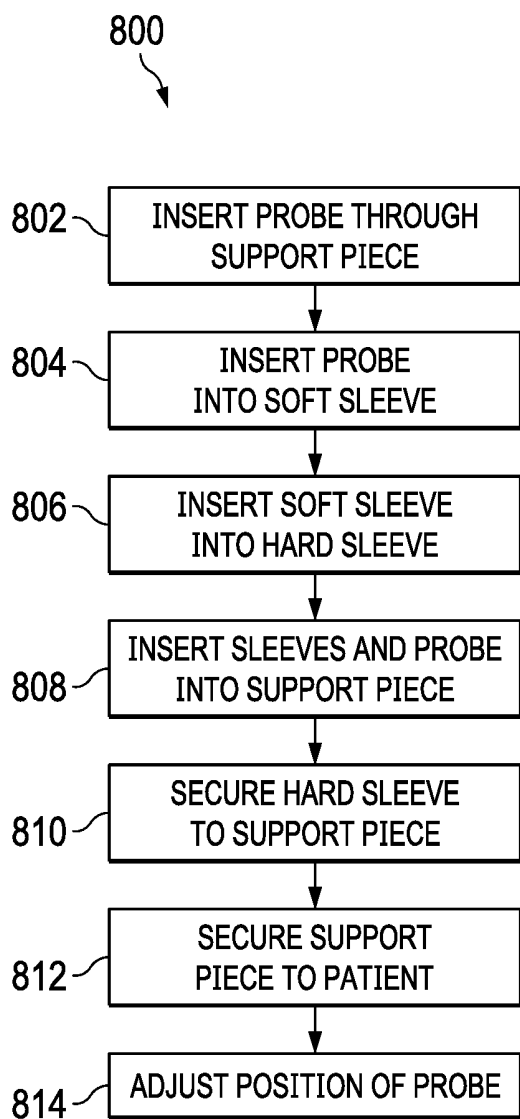 800
802
INSERT PROBE THROUGH
SUPPORT PIECE
804
INSERT PROBE
INTO SOFT SLEEVE
806
INSERT SOFT SLEEVE
INTO HARD SLEEVE
808
INSERT SLEEVES AND PROBE
INTO SUPPORT PIECE
810
SECURE HARD SLEEVE
TO SUPPORT PIECE
812
SECURE SUPPORT
PIECE TO PATIENT
814
ADJUST POSITION OF PROBE